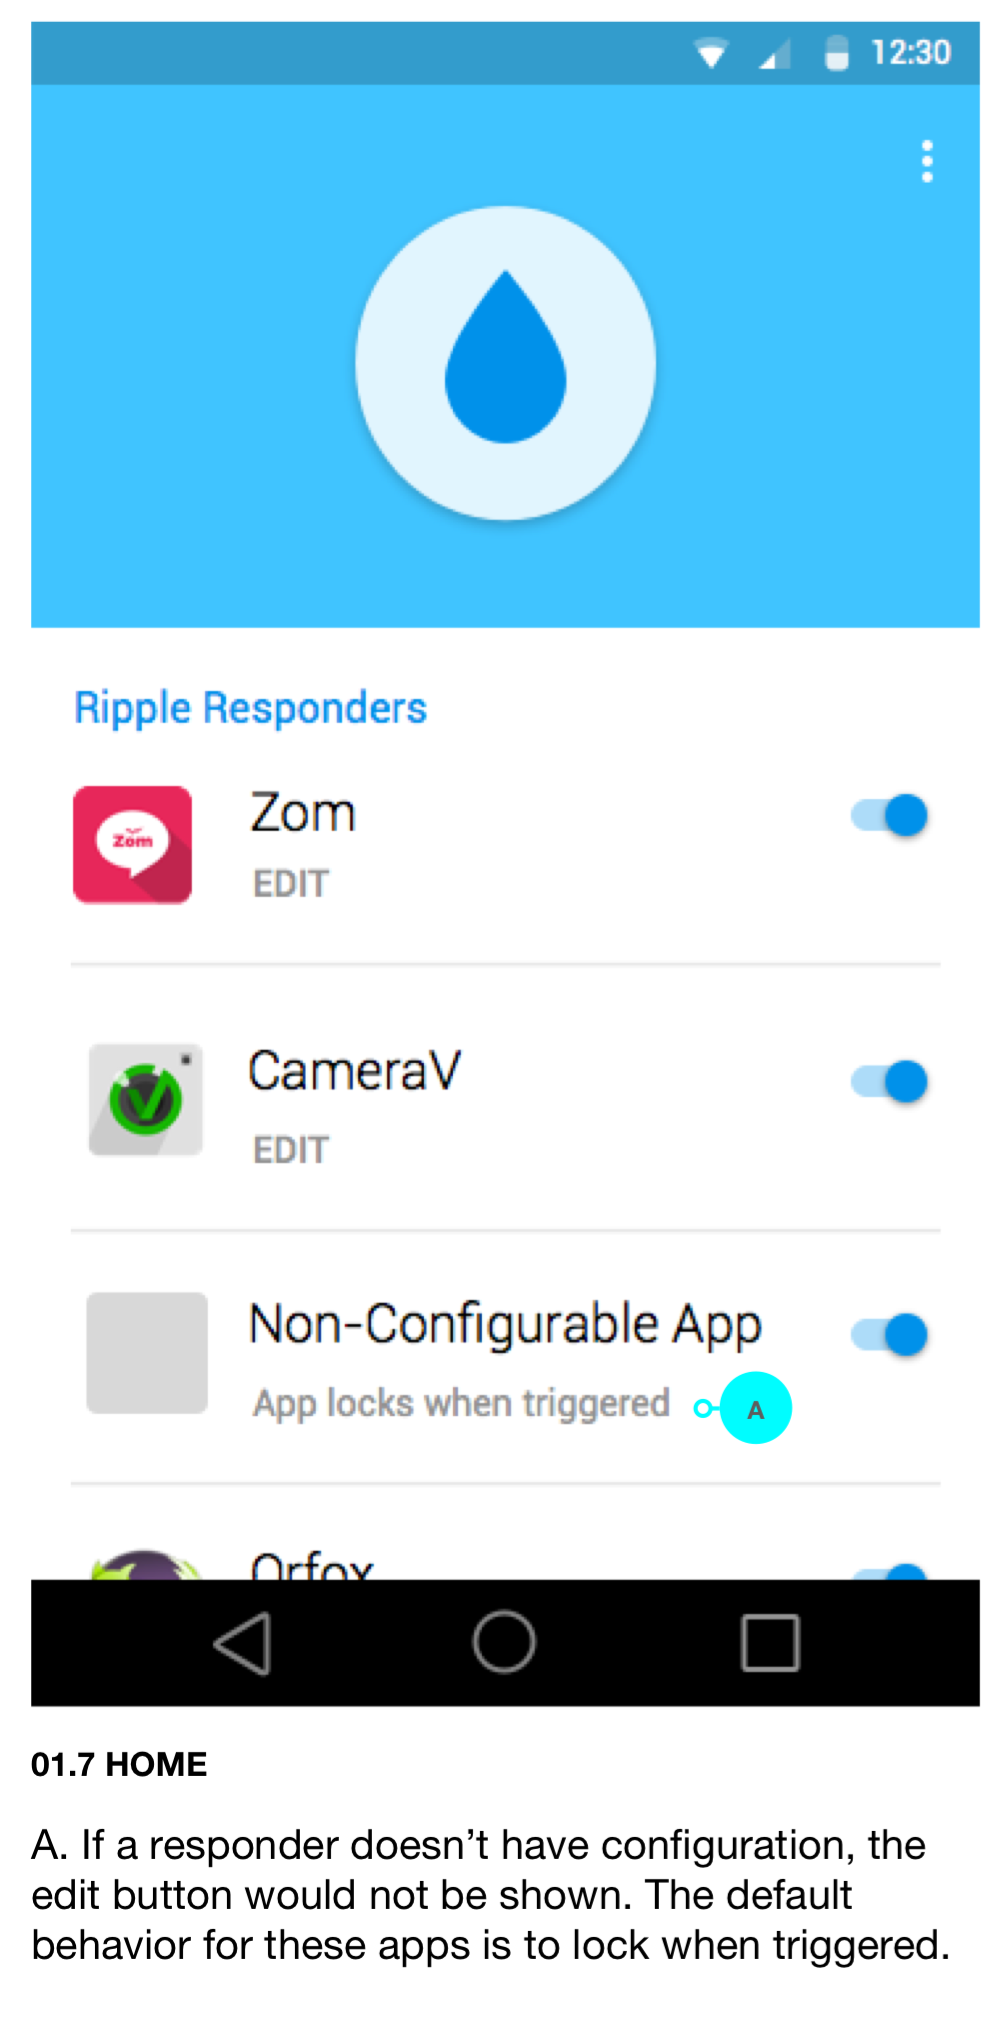 12:30
Ripple Responders
Zom
Zom
EDIT
CameraV
EDIT
Non-Configurable App
App locks when triggered
A
Orfox
01.7 HOME
A. If a responder doesn’t have configuration, the
edit button would not be shown. The default
behavior for these apps is to lock when triggered.